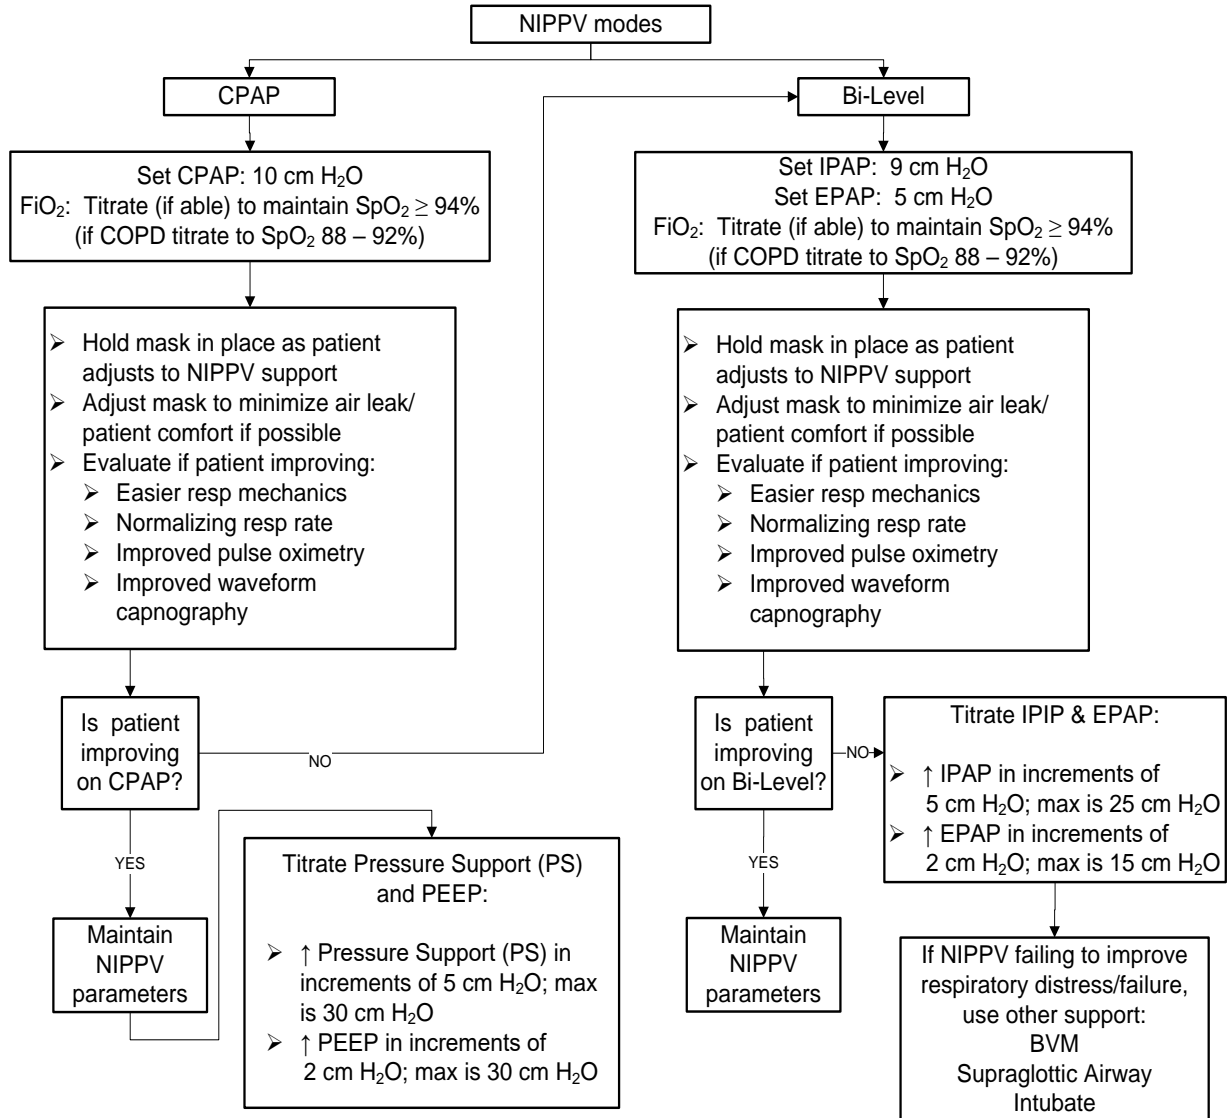 NIPPV modes
CPAP
Set CPAP: 10 cm H₂O
FiO₂: Titrate (if able) to maintain SpO₂ ≥ 94%
(if COPD titrate to SpO₂ 88 – 92%)
➢ Hold mask in place as patient
adjusts to NIPPV support
➢ Adjust mask to minimize air leak/
patient comfort if possible
➢ Evaluate if patient improving:
➢ Easier resp mechanics
➢ Normalizing resp rate
➢ Improved pulse oximetry
➢ Improved waveform
capnography
Is patient
improving
on CPAP?
NO
YES
Maintain
NIPPV
parameters
Titrate Pressure Support (PS)
and PEEP:
➢ ↑ Pressure Support (PS) in
increments of 5 cm H₂O; max
is 30 cm H₂O
➢ ↑ PEEP in increments of
2 cm H₂O; max is 30 cm H₂O
Bi-Level
Set IPAP: 9 cm H₂O
Set EPAP: 5 cm H₂O
FiO₂: Titrate (if able) to maintain SpO₂ ≥ 94%
(if COPD titrate to SpO₂ 88 – 92%)
➢ Hold mask in place as patient
adjusts to NIPPV support
➢ Adjust mask to minimize air leak/
patient comfort if possible
➢ Evaluate if patient improving:
➢ Easier resp mechanics
➢ Normalizing resp rate
➢ Improved pulse oximetry
➢ Improved waveform
capnography
Is patient
improving
on Bi-Level?
NO
YES
Maintain
NIPPV
parameters
Titrate IPIP & EPAP:
➢ ↑ IPAP in increments of
5 cm H₂O; max is 25 cm H₂O
➢ ↑ EPAP in increments of
2 cm H₂O; max is 15 cm H₂O
If NIPPV failing to improve
respiratory distress/failure,
use other support:
BVM
Supraglottic Airway
Intubate